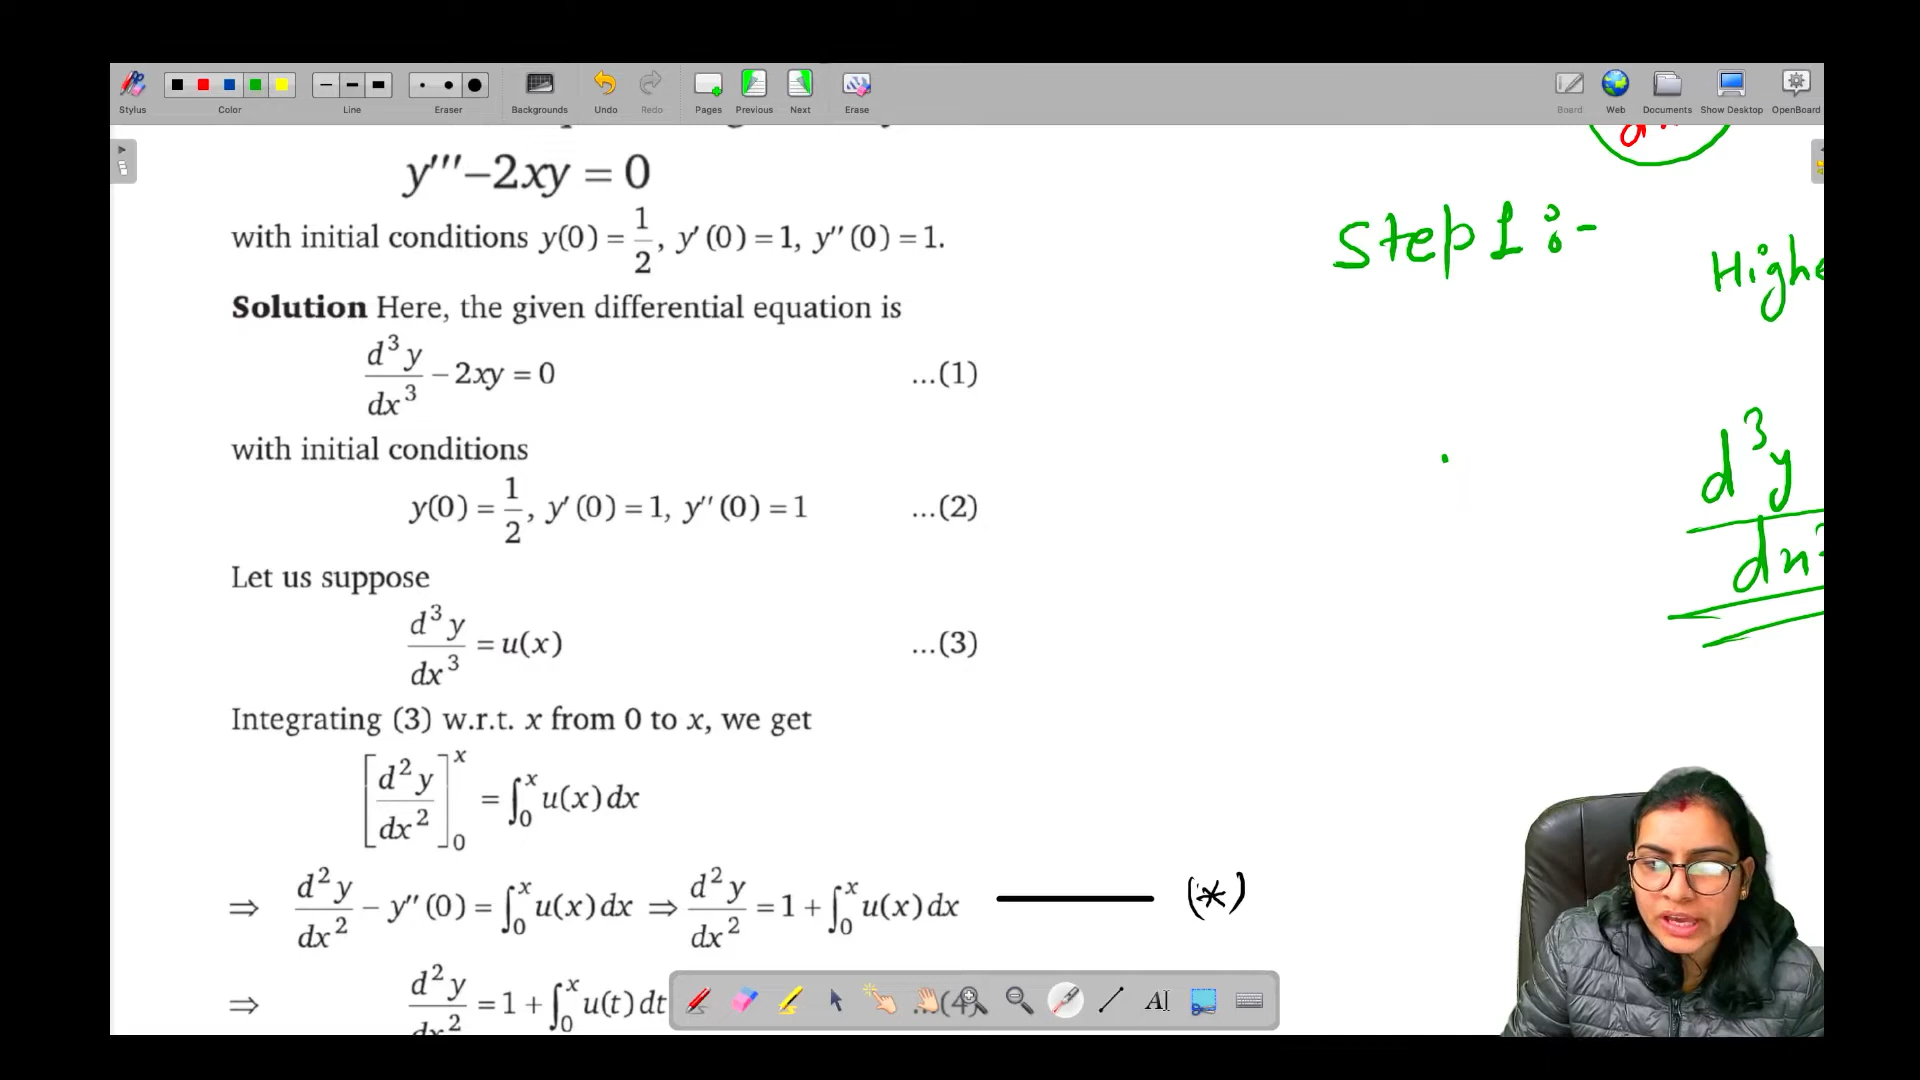 Stylus Color Line Eraser Backgrounds Undo Redo Pages Previous Next Erase Board Web Documents Show Desktop OpenBoard
y′′′−2xy = 0
with initial conditions y(0) = 1/2, y′(0) = 1, y′′(0) = 1.
Step 1 :-
Solution Here, the given differential equation is
d³y/dx³ − 2xy = 0 ...(1)
with initial conditions
d³y
y(0) = 1/2, y′(0) = 1, y′′(0) = 1 ...(2)
Let us suppose
d³y/dx³ = u(x) ...(3)
Integrating (3) w.r.t. x from 0 to x, we get
[d²y/dx²]₀ˣ = ∫₀ˣ u(x) dx
⇒ d²y/dx² − y′′(0) = ∫₀ˣ u(x) dx ⇒ d²y/dx² = 1 + ∫₀ˣ u(x) dx (*)
⇒ d²y/dx² = 1 + ∫₀ˣ u(t) dt ...(4)